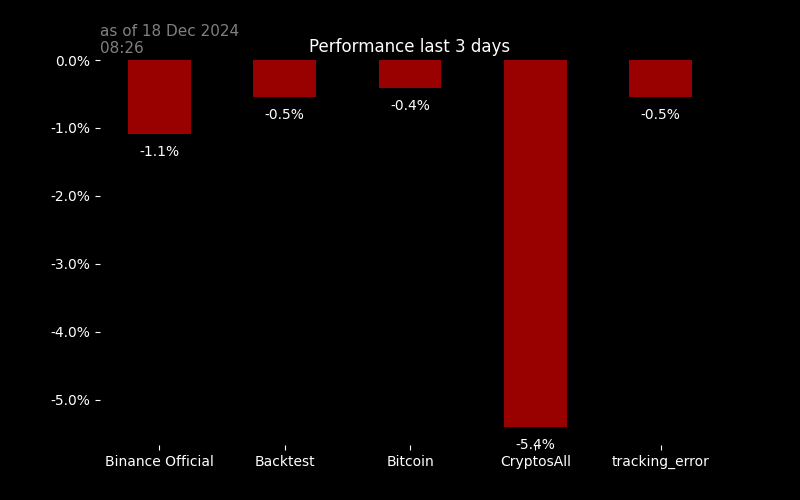 as of 18 Dec 2024
08:26
Performance last 3 days
0.0%
-1.0%
-2.0%
-3.0%
-4.0%
-5.0%
-1.1%
-0.5%
-0.4%
-5.4%
-0.5%
Binance Official
Backtest
Bitcoin
CryptosAll
tracking_error